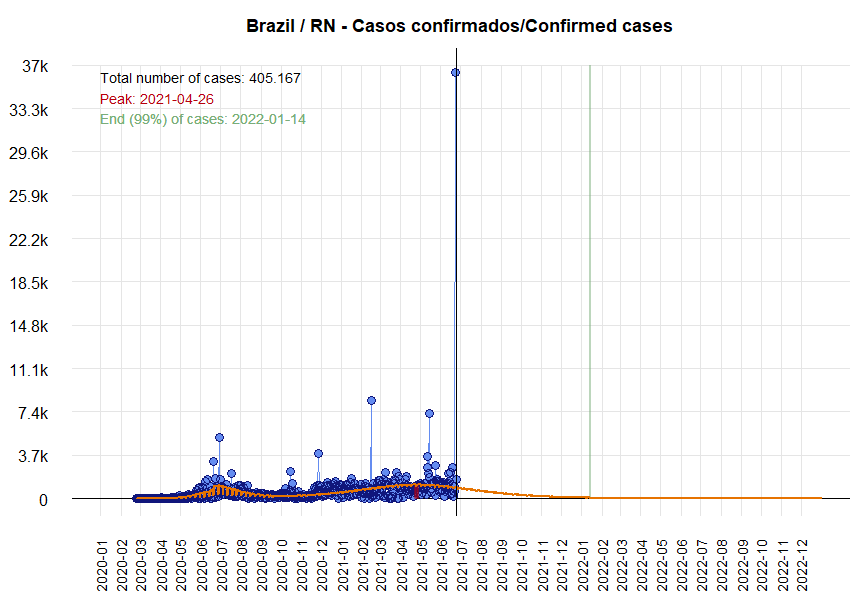 Brazil / RN - Casos confirmados/Confirmed cases
37k
33.3k
29.6k
25.9k
22.2k
18.5k
14.8k
11.1k
7.4k
3.7k
0
Total number of cases: 405.167
Peak: 2021-04-26
End (99%) of cases: 2022-01-14
2020-01
2020-02
2020-03
2020-04
2020-05
2020-06
2020-07
2020-08
2020-09
2020-10
2020-11
2020-12
2021-01
2021-02
2021-03
2021-04
2021-05
2021-06
2021-07
2021-08
2021-09
2021-10
2021-11
2021-12
2022-01
2022-02
2022-03
2022-04
2022-05
2022-06
2022-07
2022-08
2022-09
2022-10
2022-11
2022-12